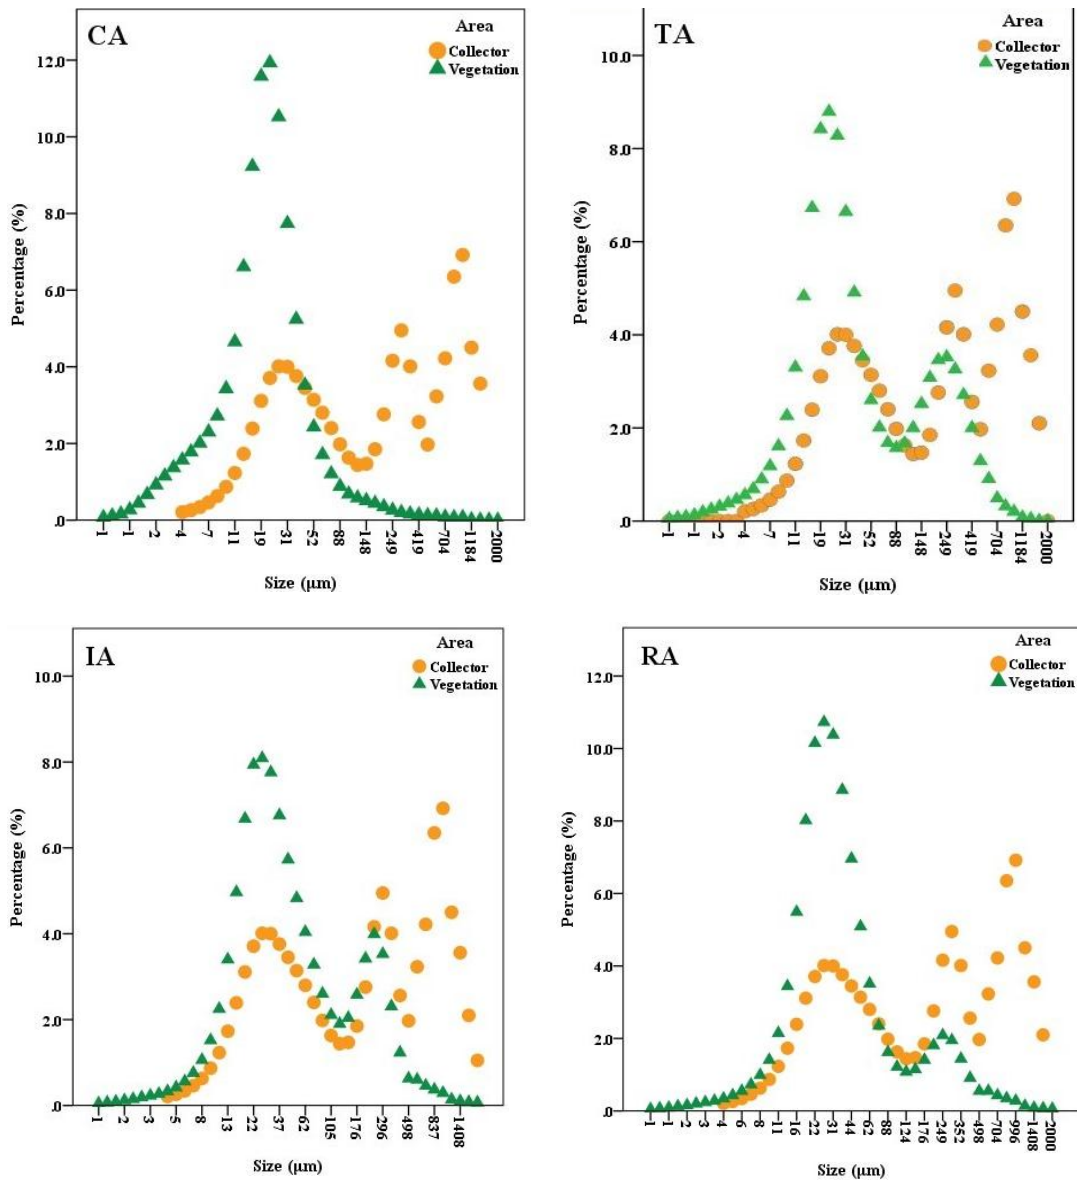 CA
Area
Collector
Vegetation
Percentage (%)
12.0
10.0
8.0
6.0
4.0
2.0
.0
1 1 2 4 7 11 19 31 52 88 148 249 419 704 1184 2000
Size (µm)
TA
Area
Collector
Vegetation
Percentage (%)
10.0
8.0
6.0
4.0
2.0
.0
1 1 2 4 7 11 19 31 52 88 148 249 419 704 1184 2000
Size (µm)
IA
Area
Collector
Vegetation
Percentage (%)
10.0
8.0
6.0
4.0
2.0
.0
1 2 3 5 8 13 22 37 62 105 176 296 498 837 1408
Size (µm)
RA
Area
Collector
Vegetation
Percentage (%)
12.0
10.0
8.0
6.0
4.0
2.0
.0
1 1 2 3 4 6 8 11 16 22 31 44 62 88 124 176 249 352 498 704 996 1408 2000
Size (µm)